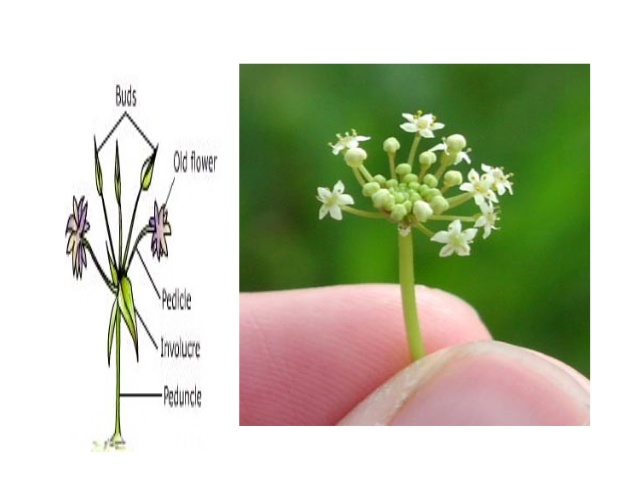 Buds
Old flower
Pedicle
Involucre
Peduncle